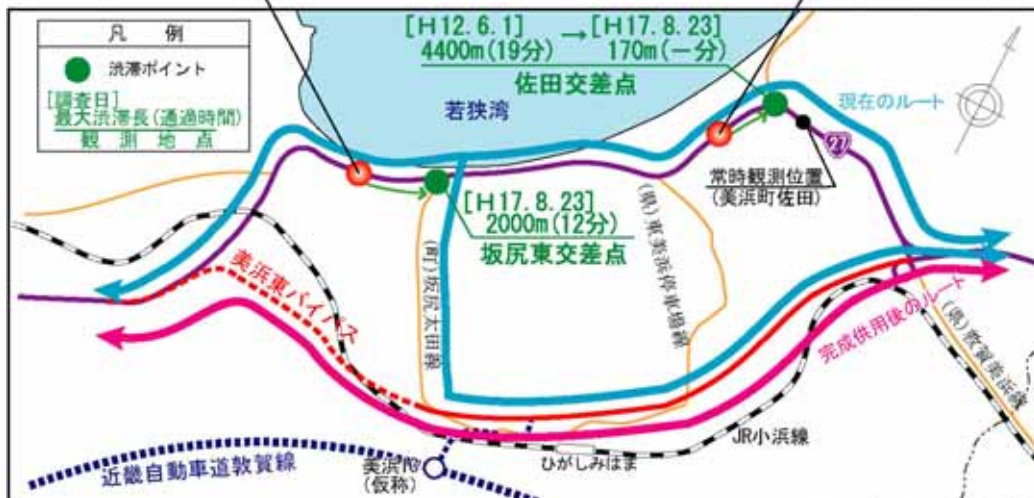 凡 例
渋滞ポイント
[調査日]
最大渋滞長(通過時間)
観 測 地 点
[H12.6.1]→[H17.8.23]
4400m(19分) 170m(一分)
佐田交差点
若狭湾
現在のルート
27
常時観測位置
(美浜町佐田)
[H17.8.23]
2000m(12分)
坂尻東交差点
(県)東美浜停車場線
(町)坂尻太田線
美浜東バイパス
完成供用後のルート
(県)敦賀美浜線
JR小浜線
ひがしみはま
美浜IC
(仮称)
近畿自動車道敦賀線